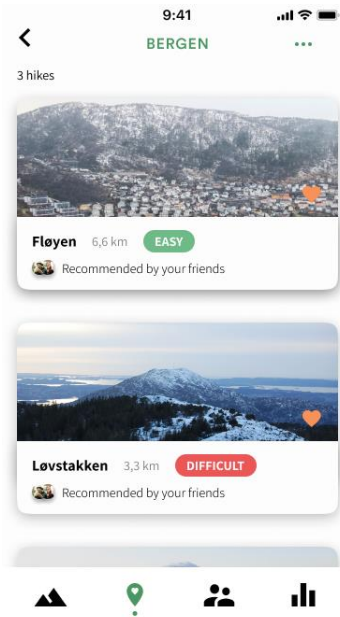 9:41
BERGEN
3 hikes
Fløyen 6,6 km EASY
Recommended by your friends
Løvstakken 3,3 km DIFFICULT
Recommended by your friends